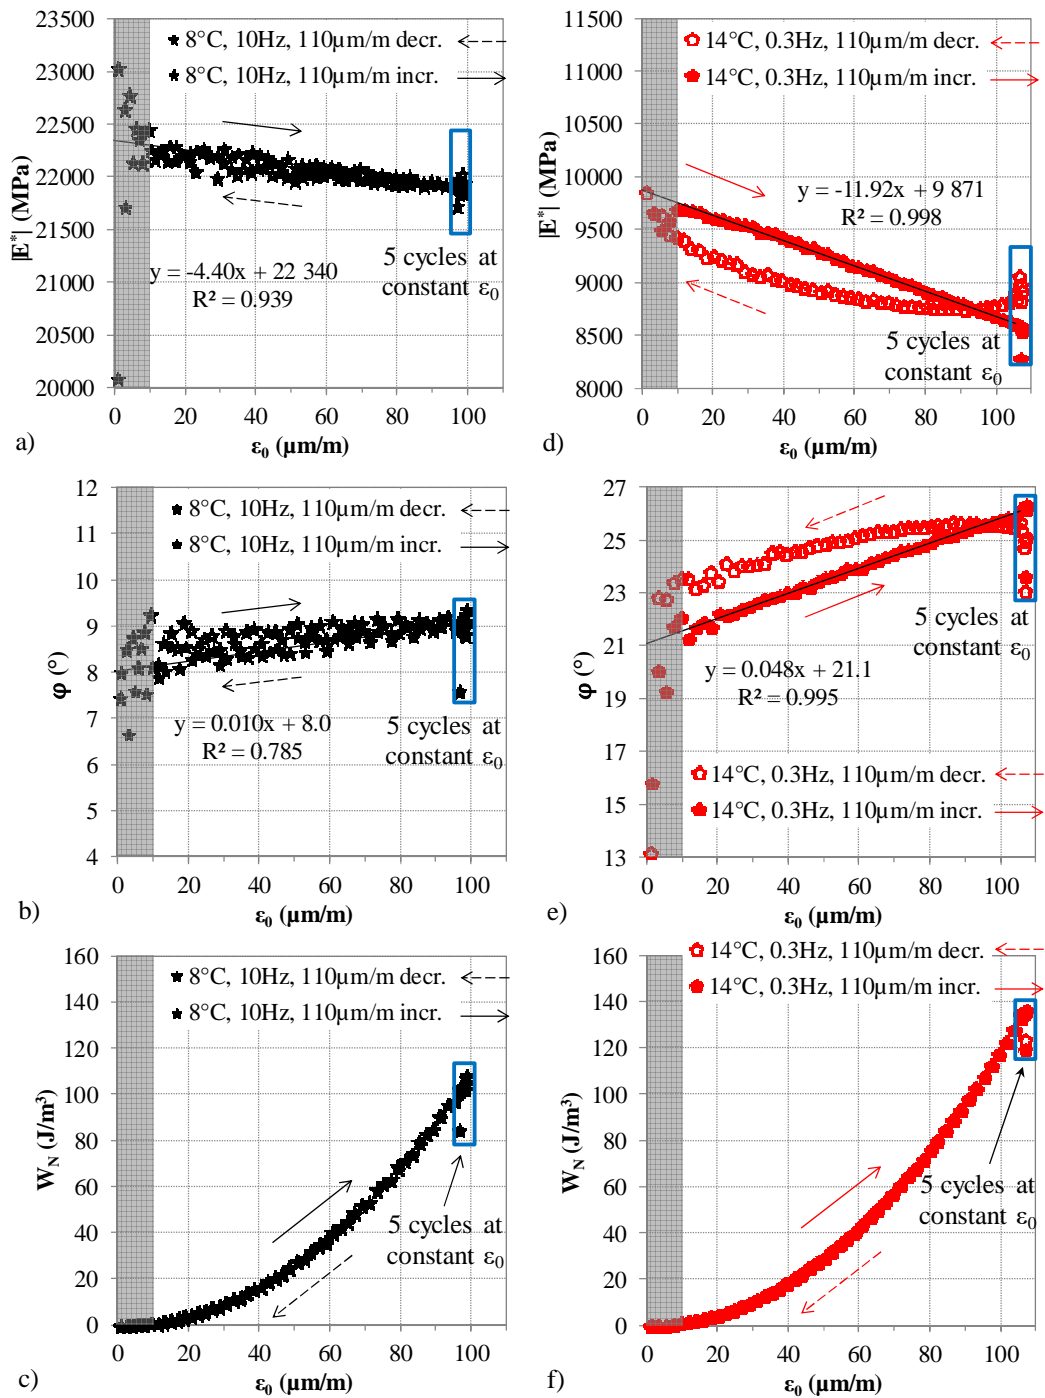 23500
23000
22500
22000
21500
21000
20500
20000
|E*| (MPa)
8°C, 10Hz, 110µm/m decr.
8°C, 10Hz, 110µm/m incr.
y = -4.40x + 22 340
R² = 0.939
5 cycles at
constant ε0
0 20 40 60 80 100
ε0 (µm/m)
a)
11500
11000
10500
10000
9500
9000
8500
8000
|E*| (MPa)
14°C, 0.3Hz, 110µm/m decr.
14°C, 0.3Hz, 110µm/m incr.
y = -11.92x + 9 871
R² = 0.998
5 cycles at
constant ε0
0 20 40 60 80 100
ε0 (µm/m)
d)
12
11
10
9
8
7
6
5
4
φ (°)
8°C, 10Hz, 110µm/m decr.
8°C, 10Hz, 110µm/m incr.
y = 0.010x + 8.0
R² = 0.785
5 cycles at
constant ε0
0 20 40 60 80 100
ε0 (µm/m)
b)
27
25
23
21
19
17
15
13
φ (°)
5 cycles at
constant ε0
y = 0.048x + 21.1
R² = 0.995
14°C, 0.3Hz, 110µm/m decr.
14°C, 0.3Hz, 110µm/m incr.
0 20 40 60 80 100
ε0 (µm/m)
e)
160
140
120
100
80
60
40
20
0
WN (J/m³)
8°C, 10Hz, 110µm/m decr.
8°C, 10Hz, 110µm/m incr.
5 cycles at
constant ε0
0 20 40 60 80 100
ε0 (µm/m)
c)
160
140
120
100
80
60
40
20
0
WN (J/m³)
14°C, 0.3Hz, 110µm/m decr.
14°C, 0.3Hz, 110µm/m incr.
5 cycles at
constant ε0
0 20 40 60 80 100
ε0 (µm/m)
f)